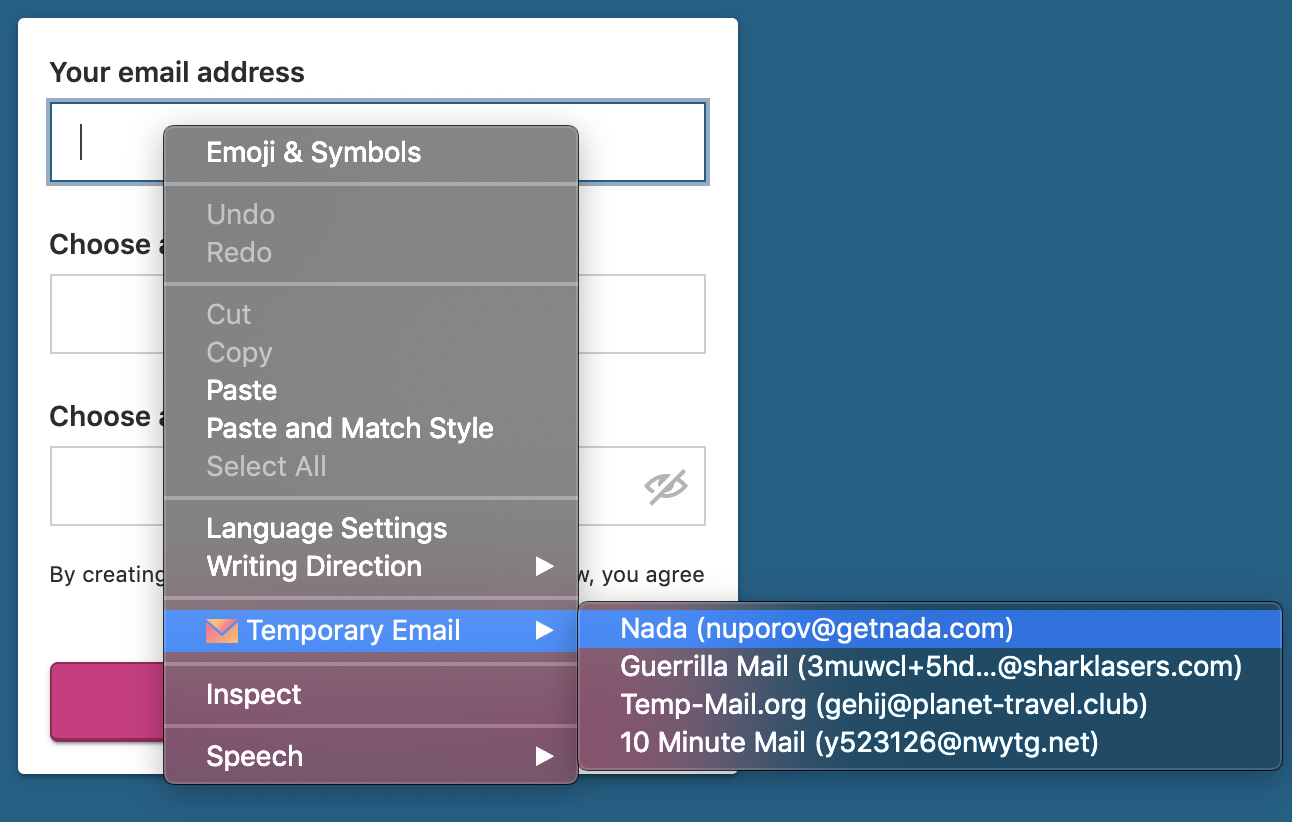 Your email address
Emoji & Symbols
Undo
Redo
Choose
Cut
Copy
Paste
Paste and Match Style
Select All
Choose
Language Settings
Writing Direction
By creating
, you agree
Temporary Email
Nada (nuporov@getnada.com)
Guerrilla Mail (3muwcl+5hd...@sharklasers.com)
Temp-Mail.org (gehij@planet-travel.club)
10 Minute Mail (y523126@nwytg.net)
Inspect
Speech